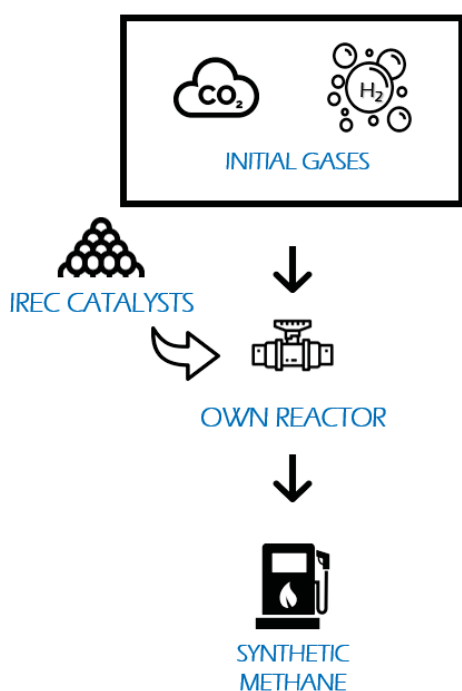 CO₂
H₂
INITIAL GASES
IREC CATALYSTS
OWN REACTOR
SYNTHETIC
METHANE